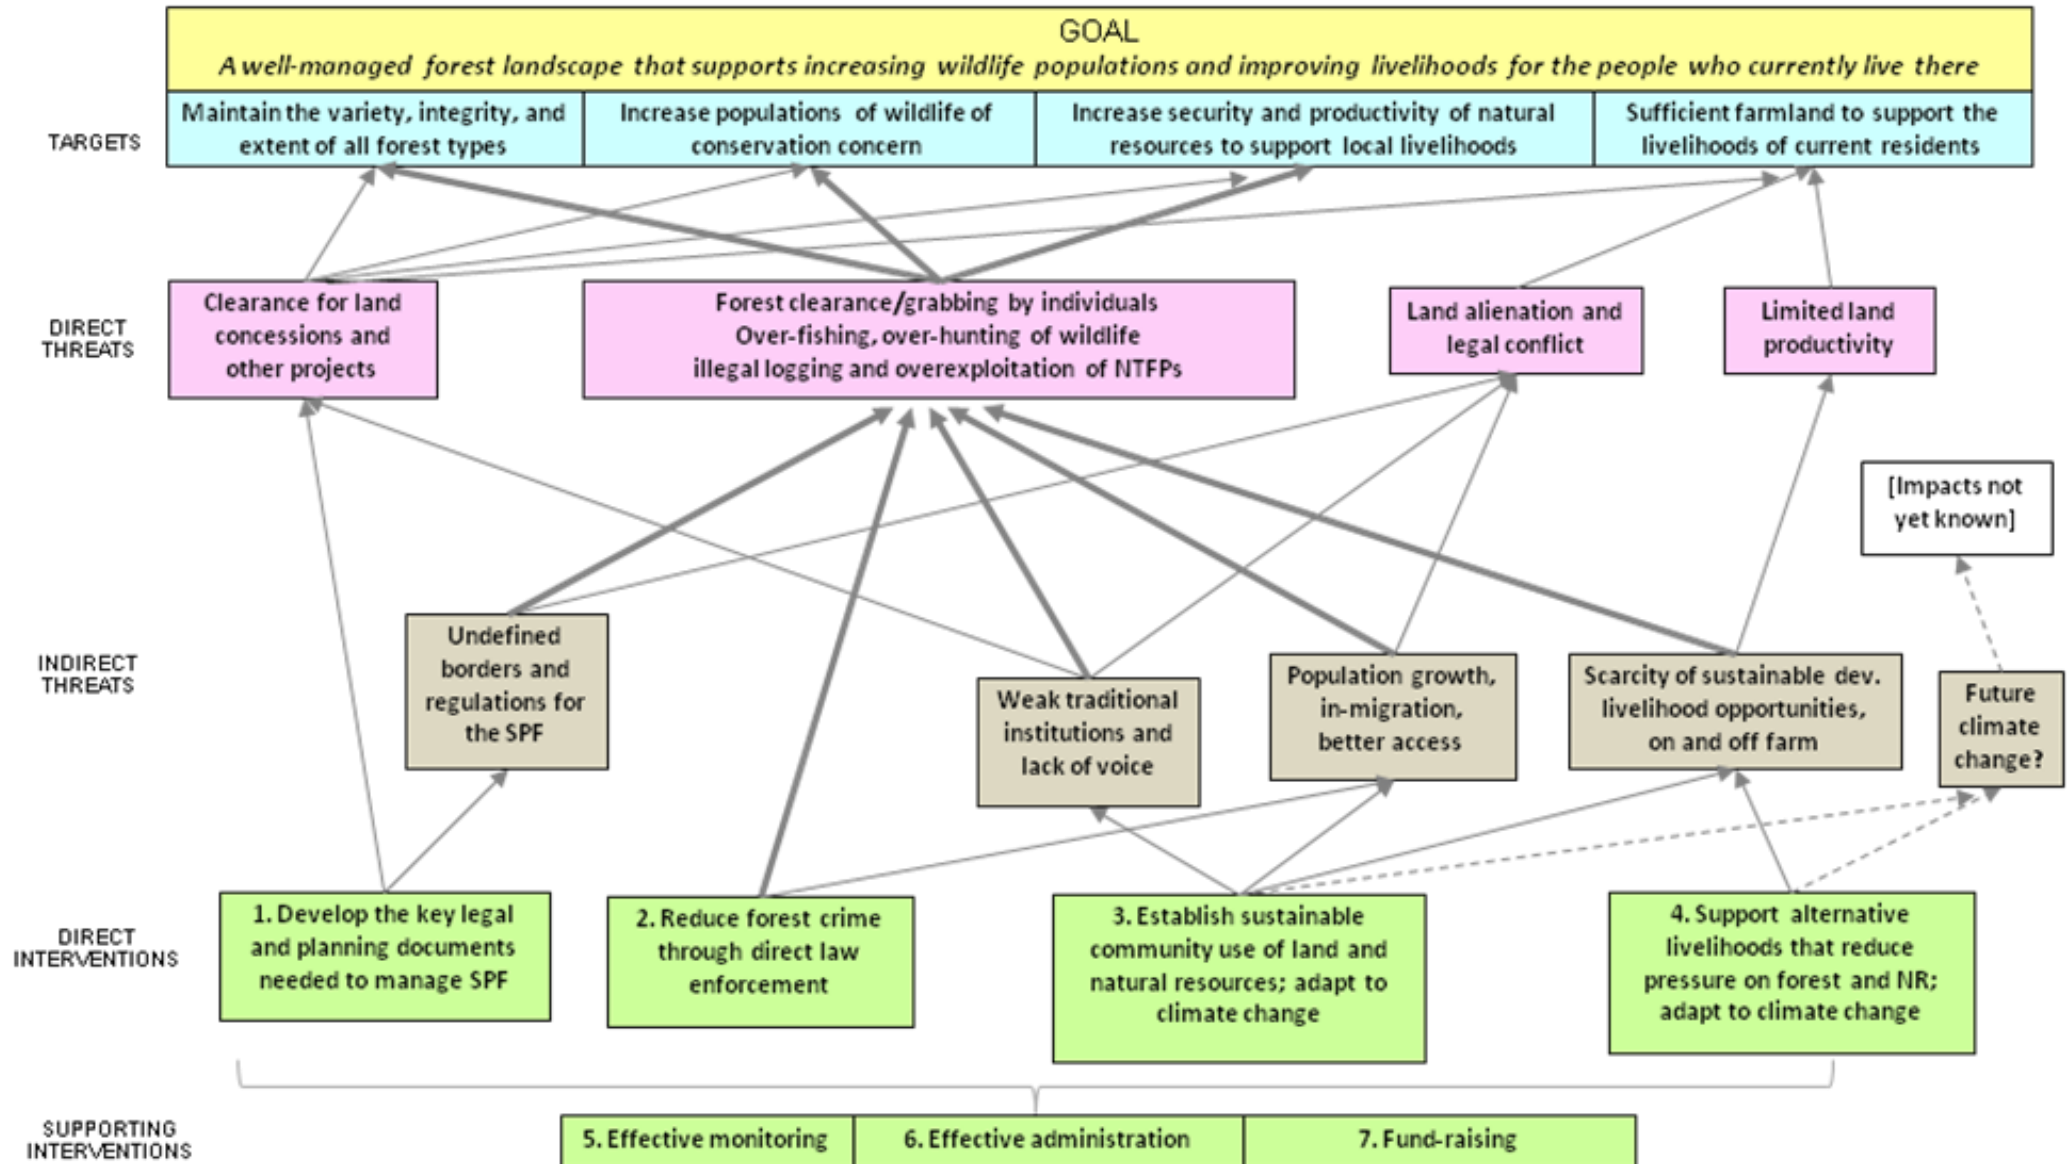 GOAL
A well-managed forest landscape that supports increasing wildlife populations and improving livelihoods for the people who currently live there
TARGETS
Maintain the variety, integrity, and
extent of all forest types
Increase populations of wildlife of
conservation concern
Increase security and productivity of natural
resources to support local livelihoods
Sufficient farmland to support the
livelihoods of current residents
DIRECT
THREATS
Clearance for land
concessions and
other projects
Forest clearance/grabbing by individuals
Over-fishing, over-hunting of wildlife
illegal logging and overexploitation of NTFPs
Land alienation and
legal conflict
Limited land
productivity
[Impacts not
yet known]
INDIRECT
THREATS
Undefined
borders and
regulations for
the SPF
Weak traditional
institutions and
lack of voice
Population growth,
in-migration,
better access
Scarcity of sustainable dev.
livelihood opportunities,
on and off farm
Future
climate
change?
DIRECT
INTERVENTIONS
1. Develop the key legal
and planning documents
needed to manage SPF
2. Reduce forest crime
through direct law
enforcement
3. Establish sustainable
community use of land and
natural resources; adapt to
climate change
4. Support alternative
livelihoods that reduce
pressure on forest and NR;
adapt to climate change
SUPPORTING
INTERVENTIONS
5. Effective monitoring
6. Effective administration
7. Fund-raising